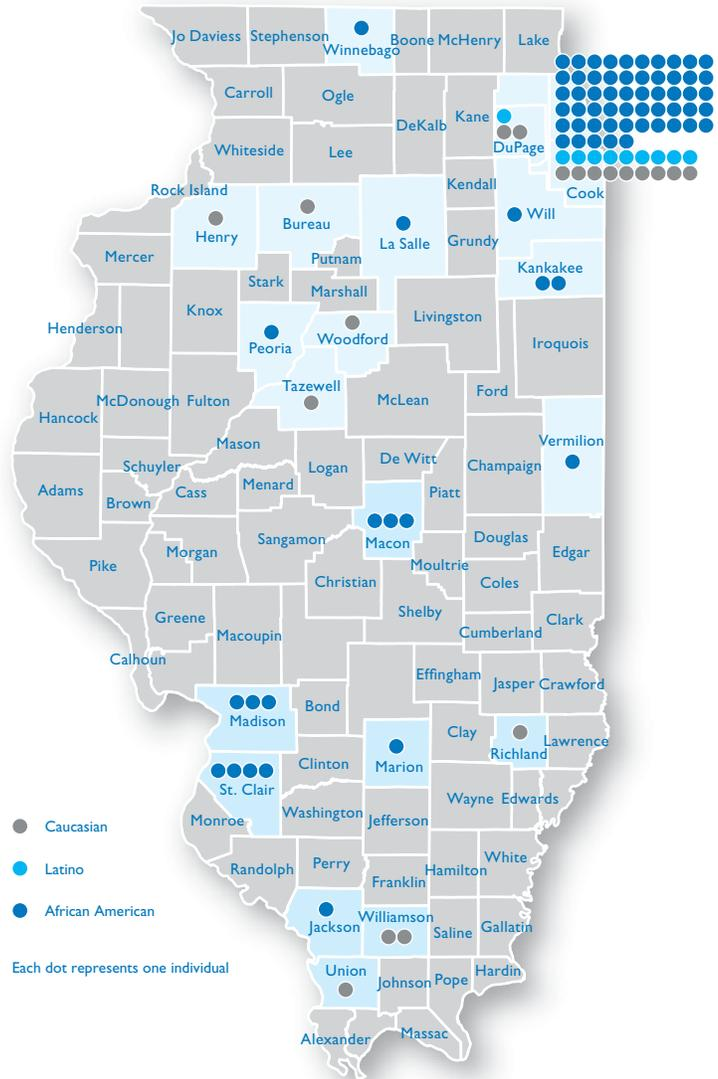 Jo Daviess
Stephenson
Winnebago
Boone
McHenry
Lake
Carroll
Ogle
Kane
DeKalb
DuPage
Whiteside
Lee
Kendall
Cook
Rock Island
Henry
Bureau
La Salle
Will
Grundy
Mercer
Putnam
Kankakee
Stark
Marshall
Knox
Livingston
Henderson
Peoria
Woodford
Iroquois
Tazewell
McLean
Ford
Hancock
McDonough
Fulton
Mason
De Witt
Vermilion
Schuyler
Logan
Champaign
Adams
Brown
Cass
Menard
Piatt
Pike
Morgan
Sangamon
Macon
Douglas
Edgar
Christian
Moultrie
Coles
Greene
Macoupin
Shelby
Cumberland
Clark
Calhoun
Effingham
Jasper
Crawford
Madison
Bond
Clay
Richland
Lawrence
St. Clair
Clinton
Marion
Wayne
Edwards
Monroe
Washington
Jefferson
Randolph
Perry
Franklin
Hamilton
White
Jackson
Williamson
Saline
Gallatin
Union
Johnson
Pope
Hardin
Alexander
Massac
Caucasian
Latino
African American
Each dot represents one individual